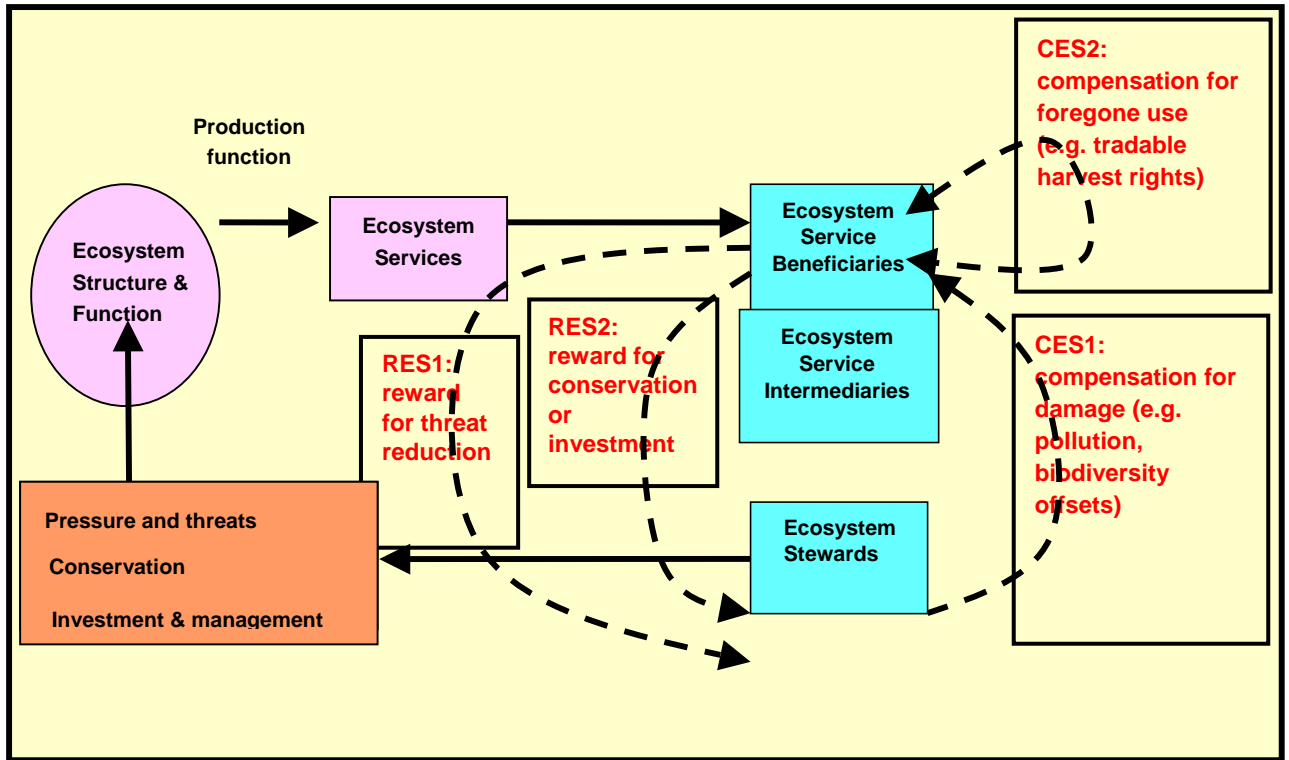 Production
function
Ecosystem
Structure &
Function
Ecosystem
Services
Ecosystem
Service
Beneficiaries
Ecosystem
Service
Intermediaries
CES2:
compensation for
foregone use
(e.g. tradable
harvest rights)
RES1:
reward
for threat
reduction
RES2:
reward for
conservation
or
investment
CES1:
compensation for
damage (e.g.
pollution,
biodiversity
offsets)
Pressure and threats
Conservation
Investment & management
Ecosystem
Stewards